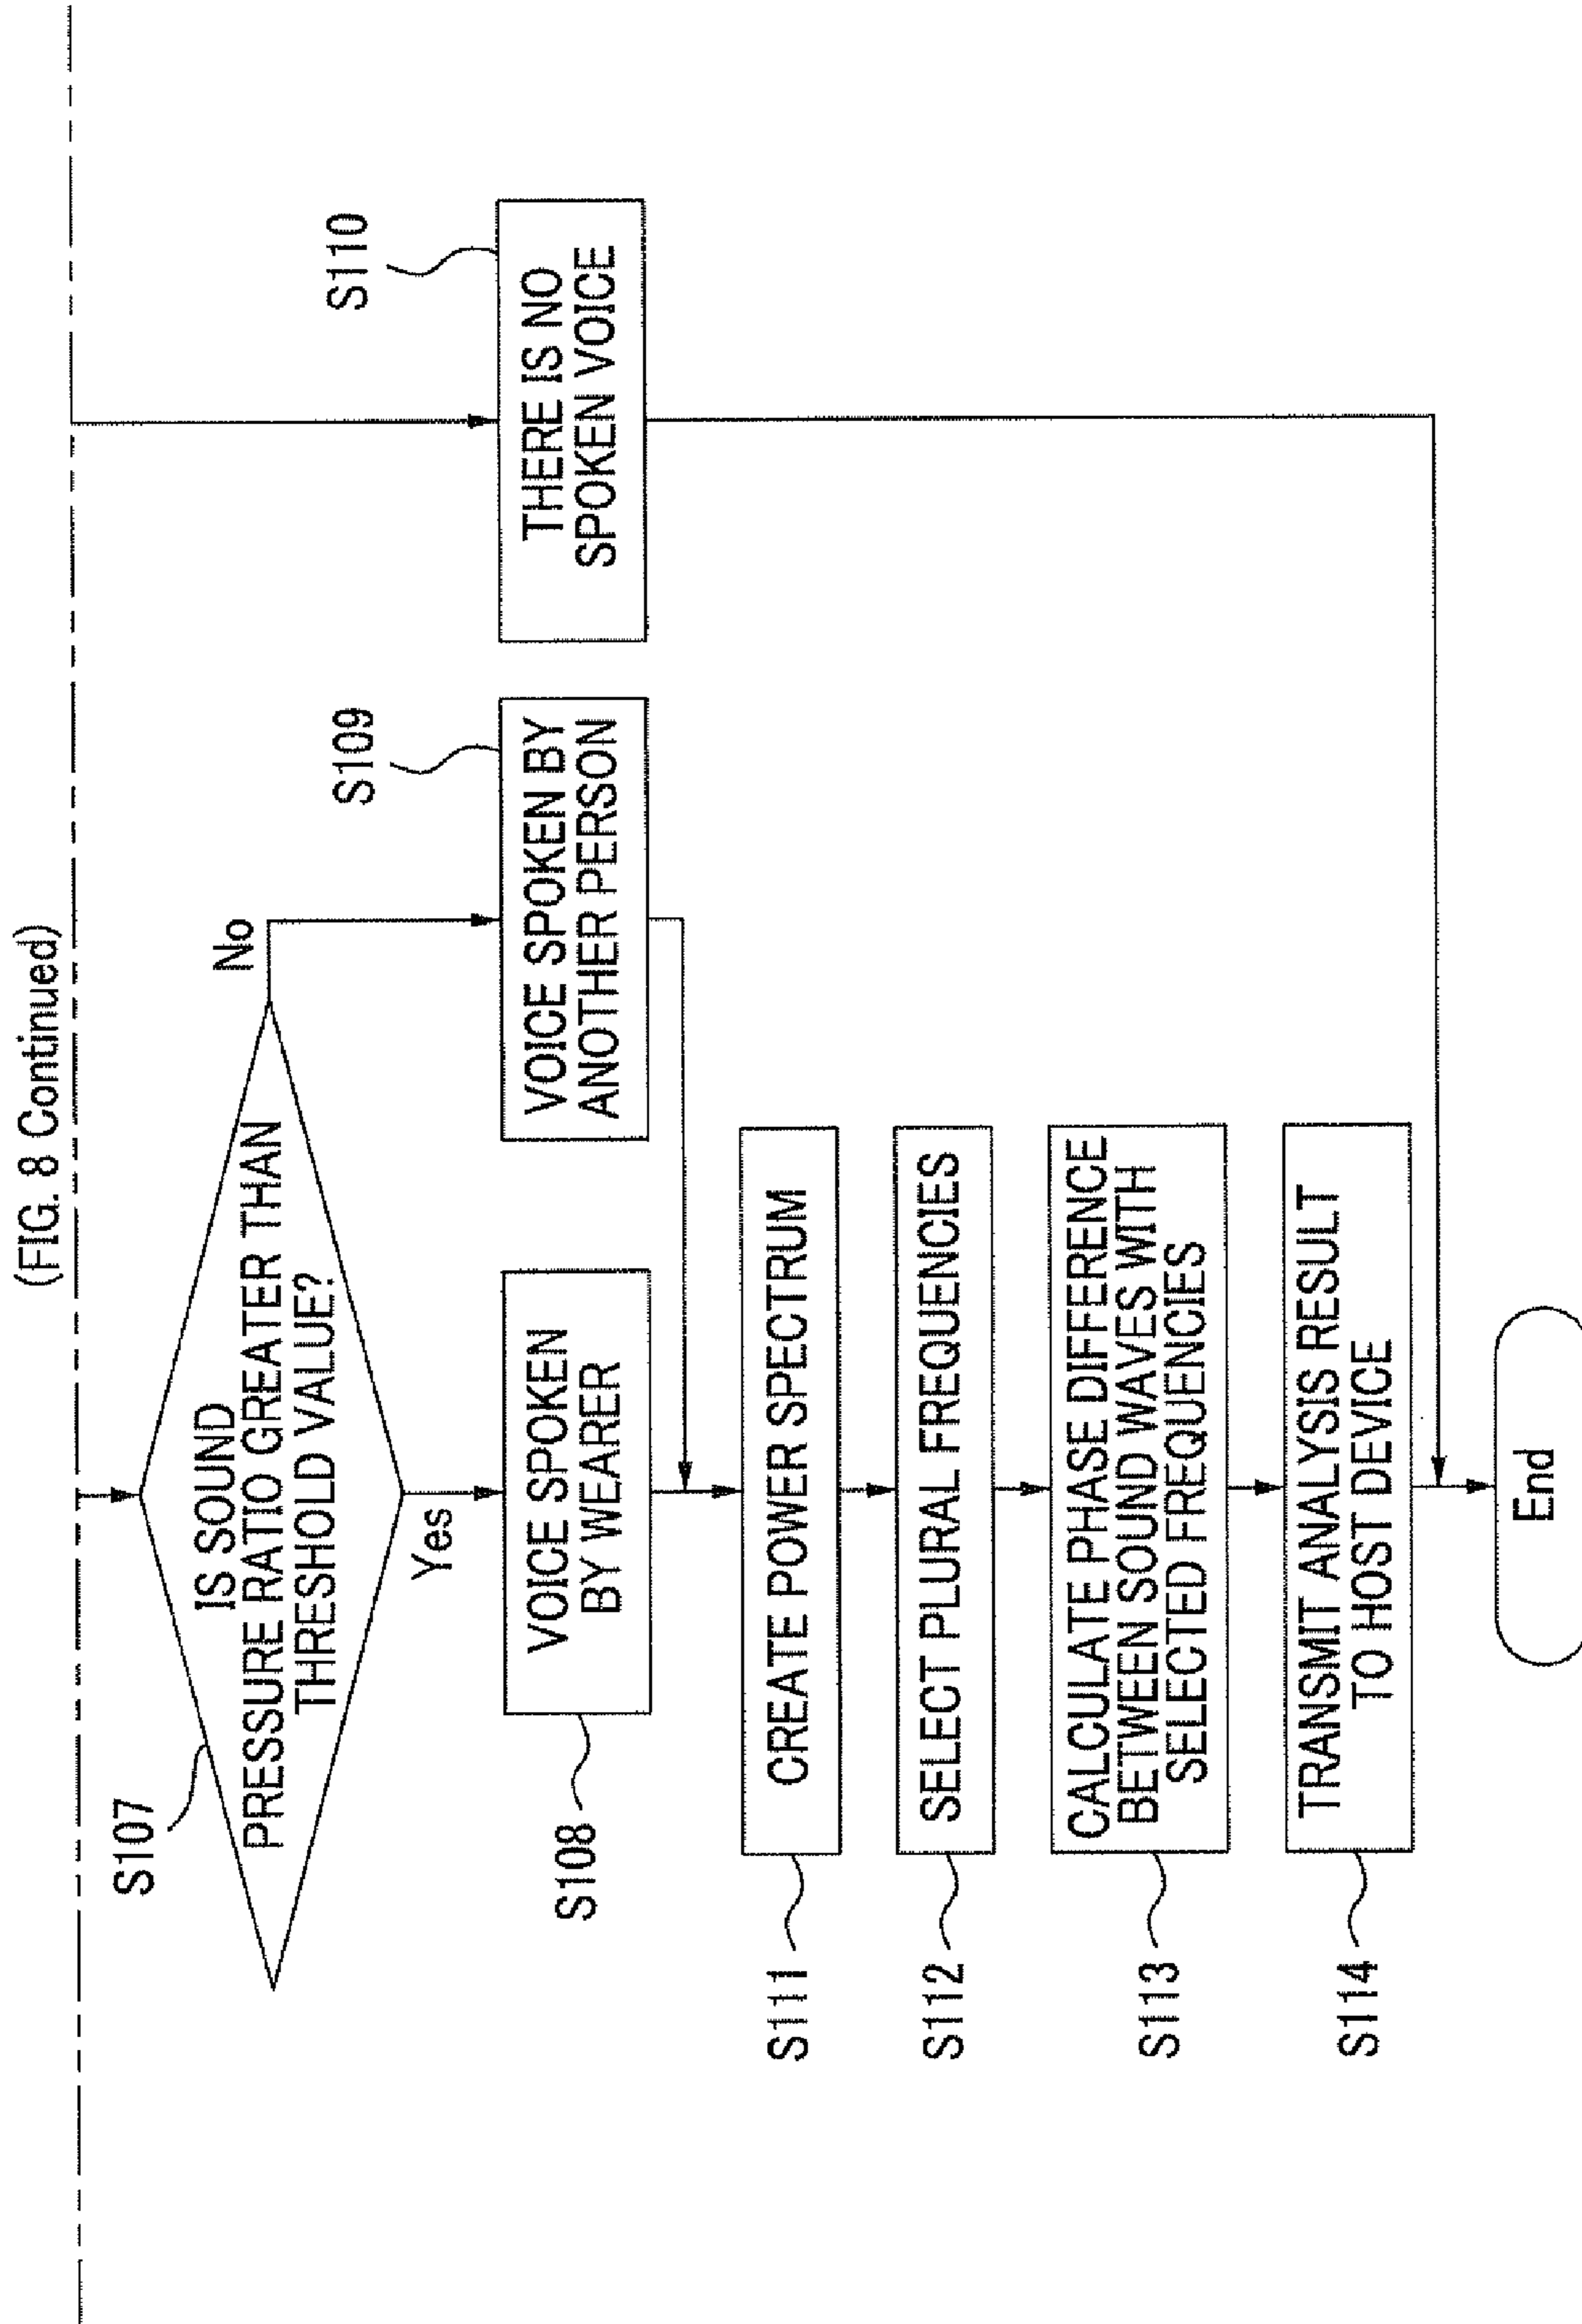 (FIG. 8 Continued)
S107
IS SOUND
PRESSURE RATIO GREATER THAN
THRESHOLD VALUE?
No
Yes
S108
VOICE SPOKEN
BY WEARER
S109
VOICE SPOKEN BY
ANOTHER PERSON
S110
THERE IS NO
SPOKEN VOICE
S111
CREATE POWER SPECTRUM
S112
SELECT PLURAL FREQUENCIES
S113
CALCULATE PHASE DIFFERENCE
BETWEEN SOUND WAVES WITH
SELECTED FREQUENCIES
S114
TRANSMIT ANALYSIS RESULT
TO HOST DEVICE
End